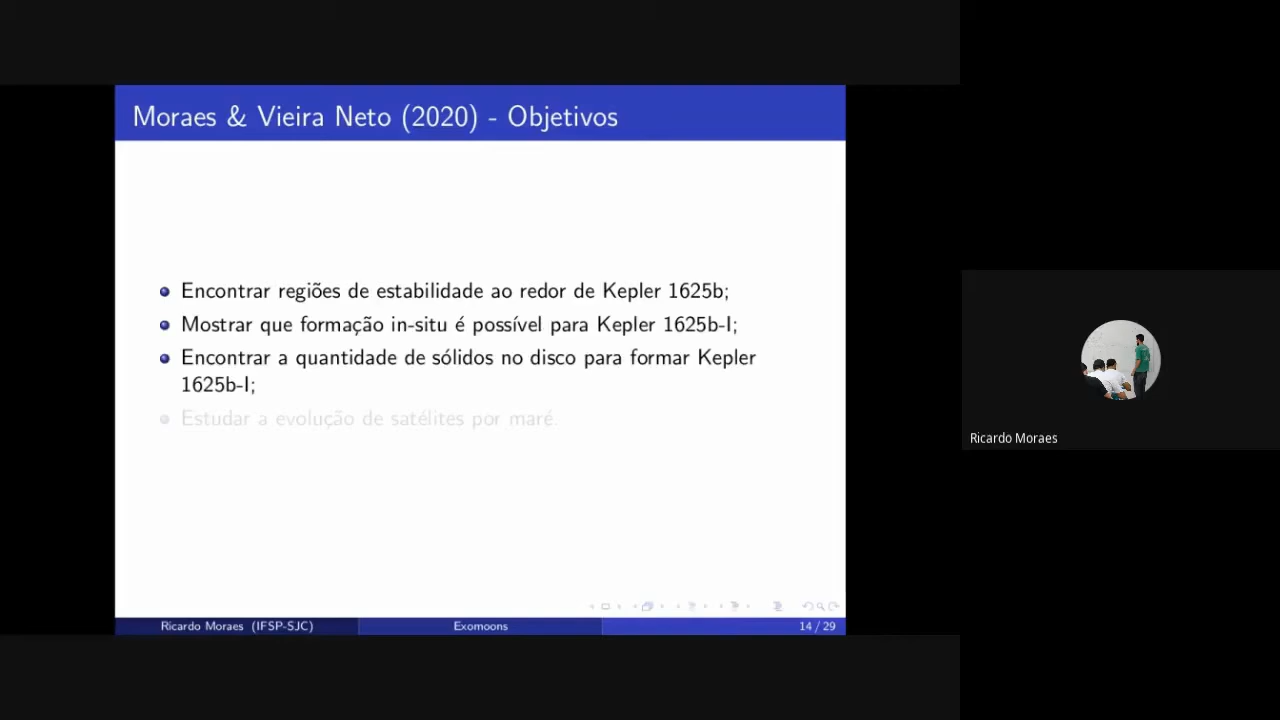 Moraes & Vieira Neto (2020) - Objetivos
Encontrar regiões de estabilidade ao redor de Kepler 1625b;
Mostrar que formação in-situ é possível para Kepler 1625b-I;
Encontrar a quantidade de sólidos no disco para formar Kepler
1625b-I;
Estudar a evolução de satélites por maré.
Ricardo Moraes (IFSP-SJC)
Exomoons
14 / 29
Ricardo Moraes